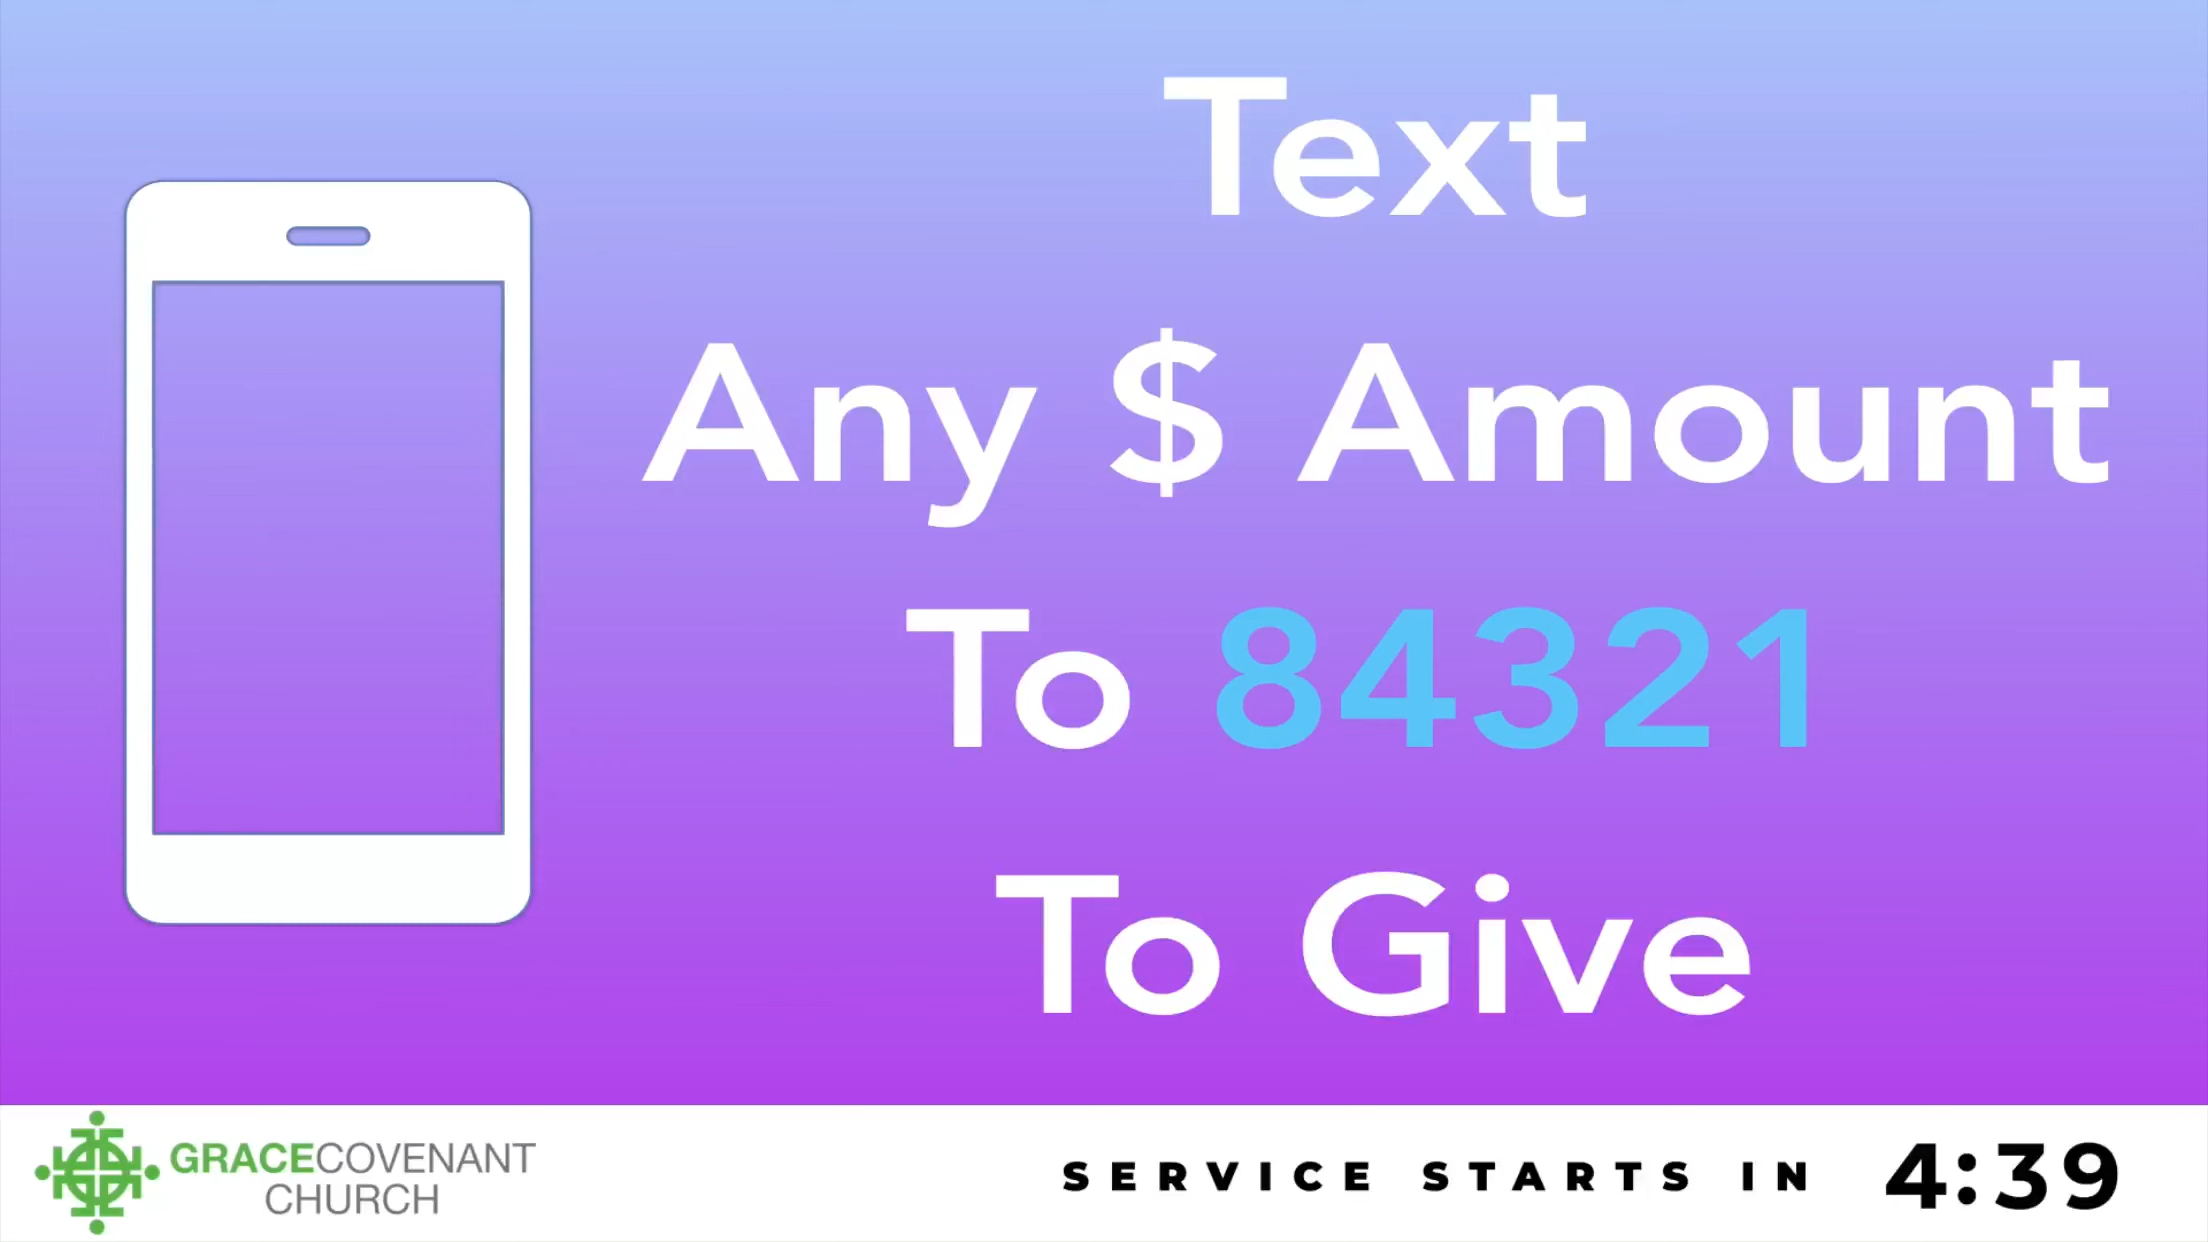 Text
Any $ Amount
To 84321
To Give
GRACECOVENANT
CHURCH
SERVICE STARTS IN 4:39